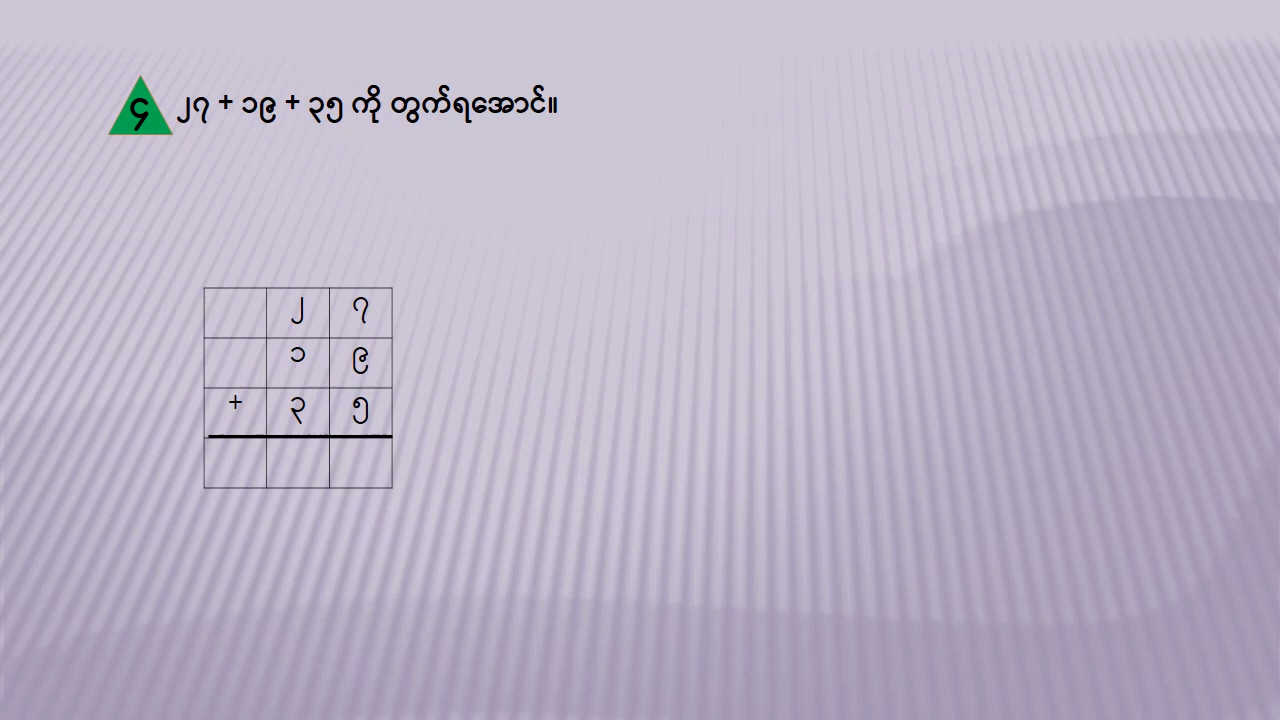 ၄ ၂၇ + ၁၉ + ၃၅ ကို တွက်ရအောင်။
၂ ၇
၁ ၉
+ ၃ ၅